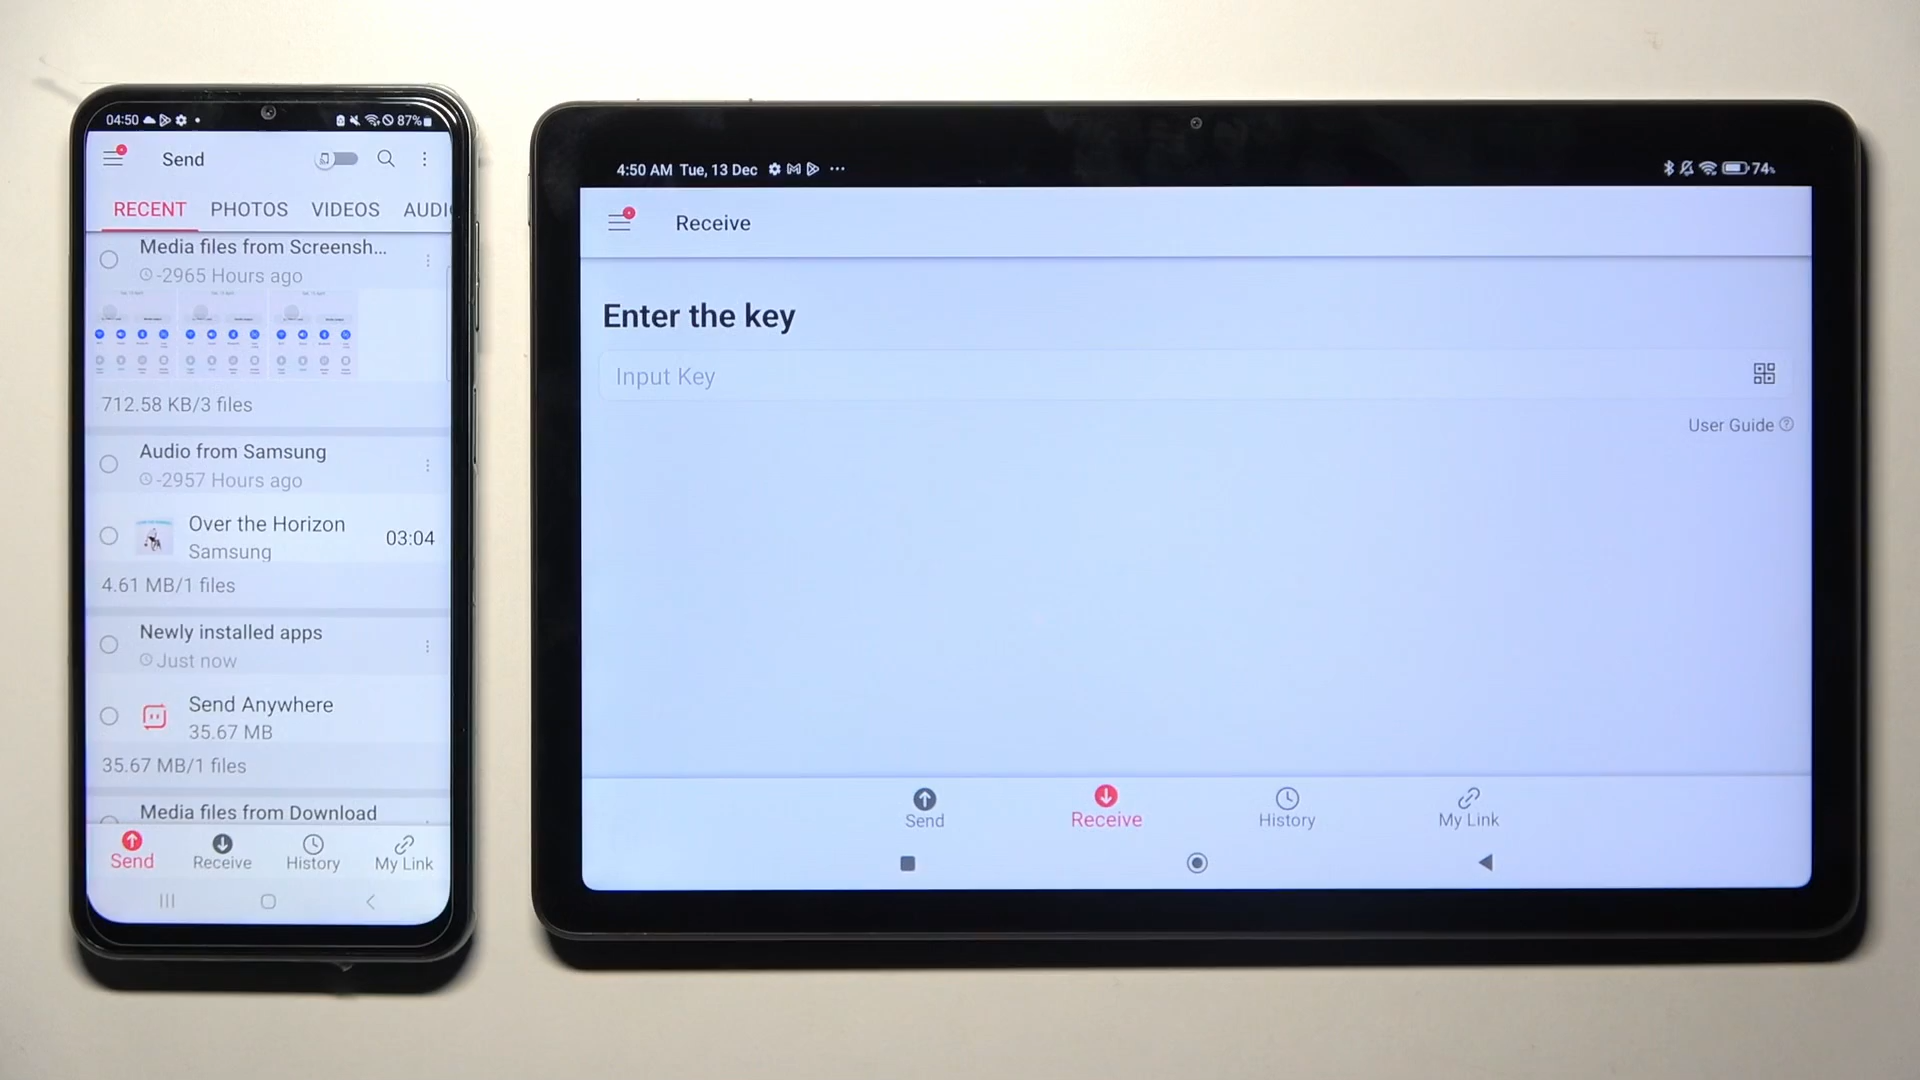 04:50
87%
Send
RECENT PHOTOS VIDEOS AUDI
Media files from Screensh...
-2965 Hours ago
712.58 KB/3 files
Audio from Samsung
-2957 Hours ago
Over the Horizon
03:04
Samsung
4.61 MB/1 files
Newly installed apps
Just now
Send Anywhere
35.67 MB
35.67 MB/1 files
Media files from Download
Send Receive History My Link
4:50 AM Tue, 13 Dec
74%
Receive
Enter the key
Input Key
User Guide
Send Receive History My Link